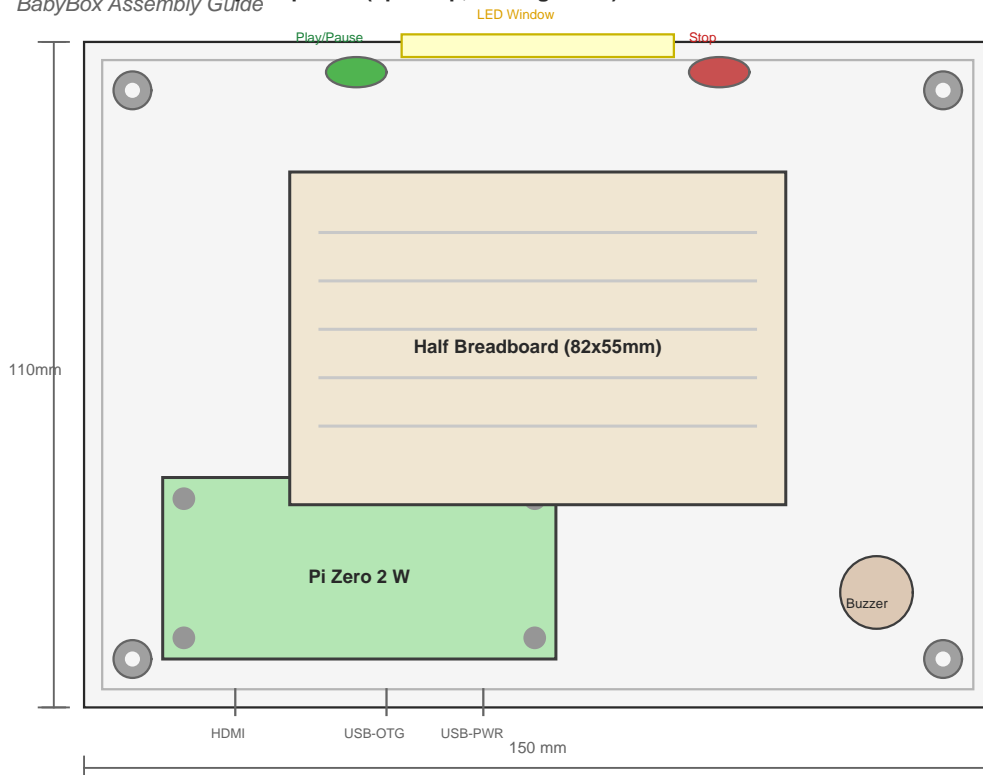 BabyBox Assembly Guide
LED Window
Play/Pause
Stop
Half Breadboard (82x55mm)
110mm
Pi Zero 2 W
Buzzer
HDMI
USB-OTG
USB-PWR
150 mm